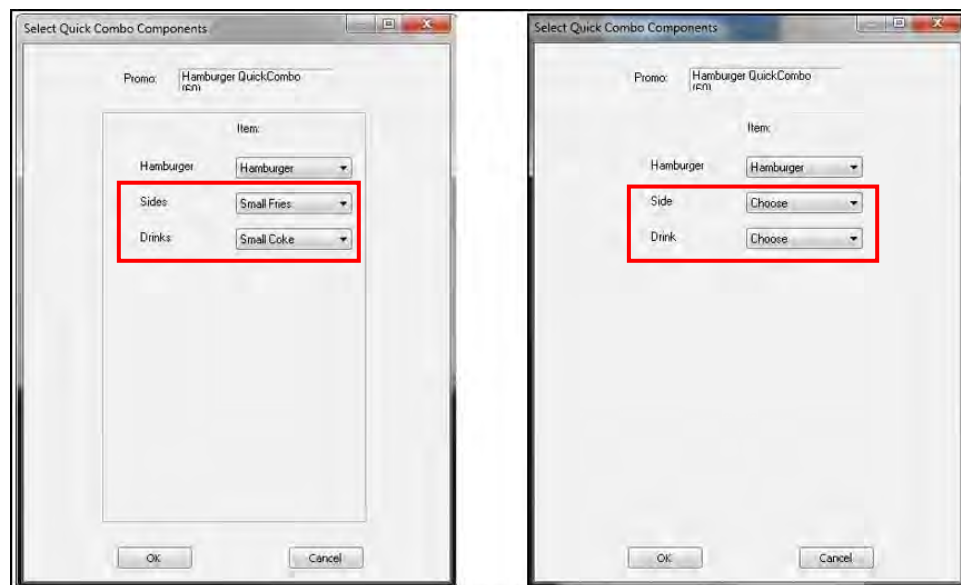 Select Quick Combo Components
Promo: Hamburger QuickCombo
Item:
Hamburger Hamburger
Sides Small Fries
Drinks Small Coke
OK Cancel
Select Quick Combo Components
Promo: Hamburger QuickCombo
Item:
Hamburger Hamburger
Side Choose
Drink Choose
OK Cancel